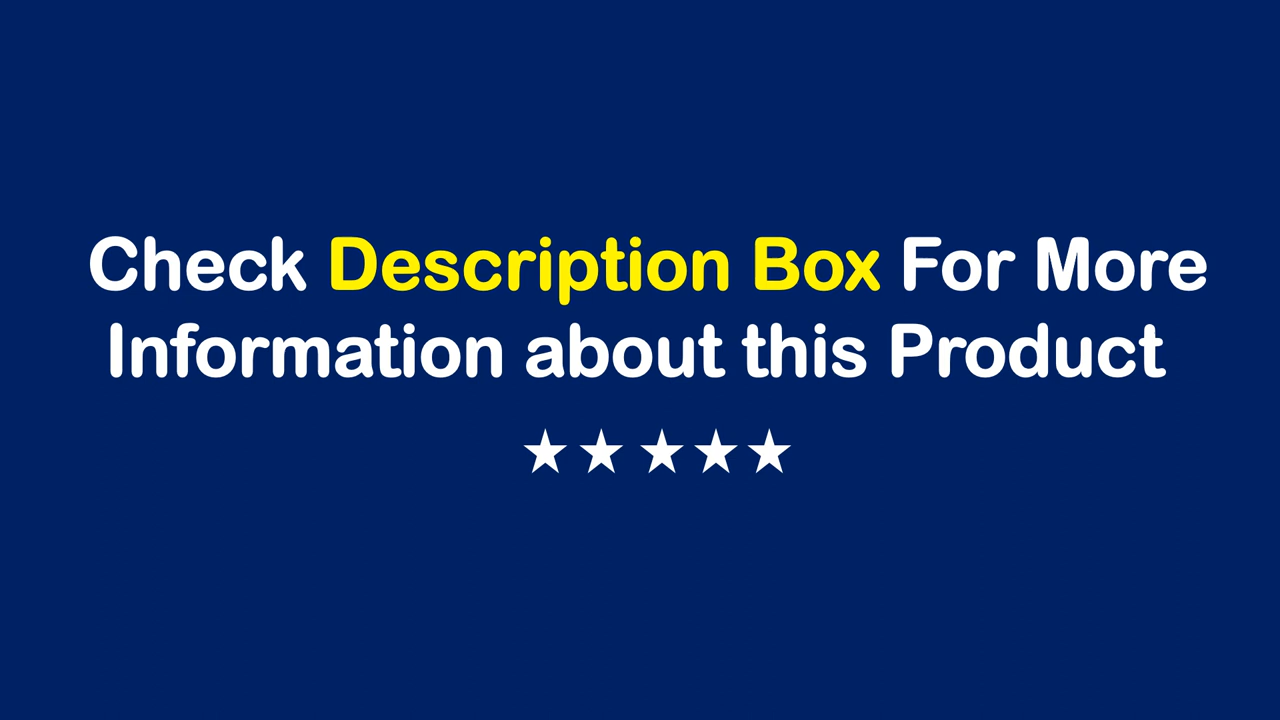 Check Description Box For More
Information about this Product
★★★★★